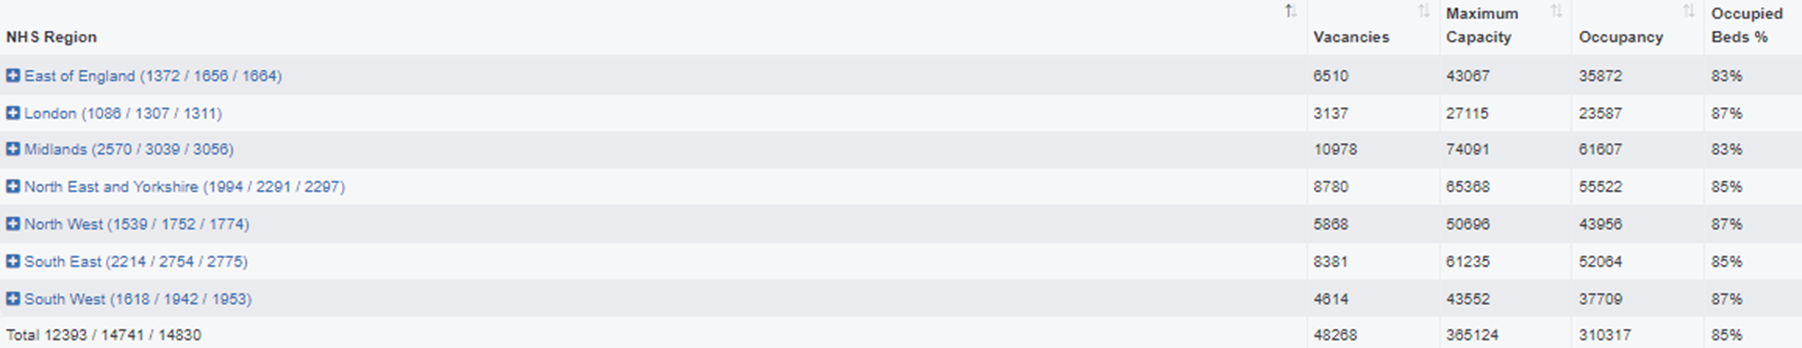 NHS Region Vacancies Maximum Capacity Occupancy Occupied Beds %
East of England (1372 / 1656 / 1664) 6510 43067 35872 83%
London (1086 / 1307 / 1311) 3137 27115 23587 87%
Midlands (2570 / 3039 / 3056) 10978 74091 61607 83%
North East and Yorkshire (1994 / 2291 / 2297) 8780 65368 55522 85%
North West (1539 / 1752 / 1774) 5868 50696 43956 87%
South East (2214 / 2754 / 2775) 8381 61235 52064 85%
South West (1618 / 1942 / 1953) 4614 43552 37709 87%
Total 12393 / 14741 / 14830 48268 365124 310317 85%